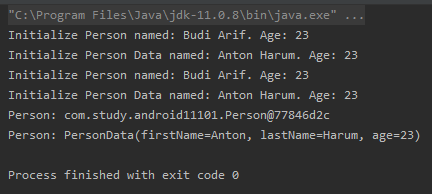 "C:\Program Files\Java\jdk-11.0.8\bin\java.exe" ...
Initialize Person named: Budi Arif. Age: 23
Initialize Person Data named: Anton Harum. Age: 23
Initialize Person named: Budi Arif. Age: 23
Initialize Person Data named: Anton Harum. Age: 23
Person: com.study.android11101.Person@77846d2c
Person: PersonData(firstName=Anton, lastName=Harum, age=23)
Process finished with exit code 0